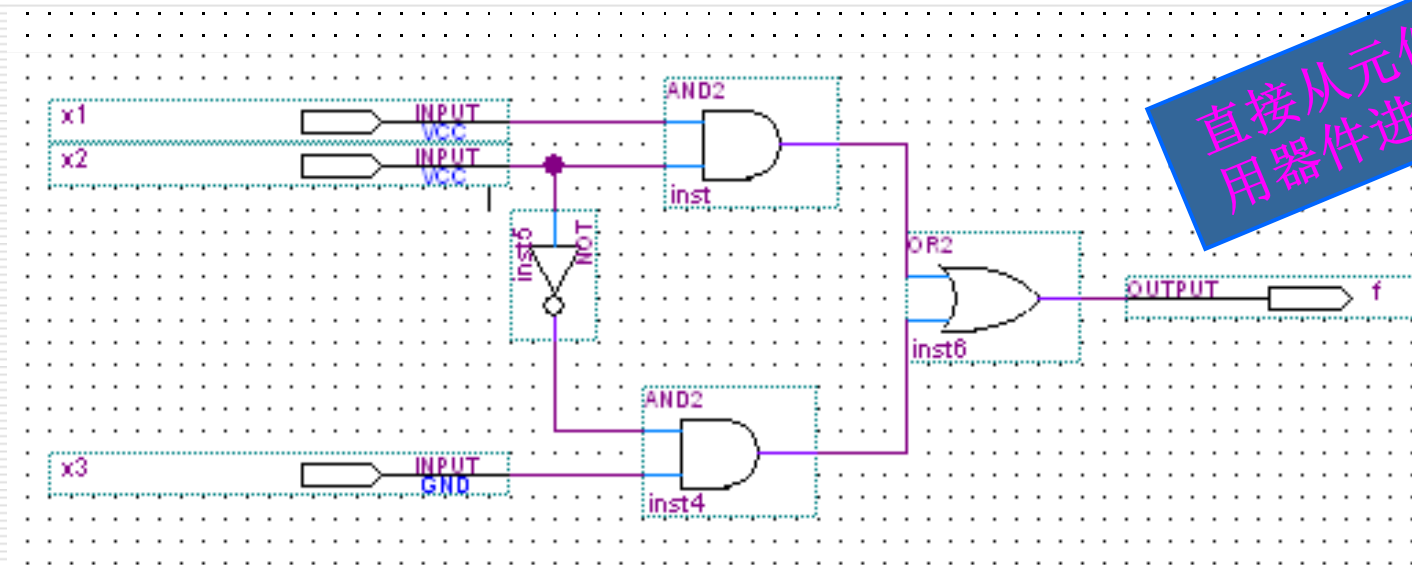 x1
INPUT
VCC
x2
INPUT
VCC
AND2
inst
inst5
NOT
OR2
inst6
OUTPUT
f
AND2
inst4
x3
INPUT
GND
直接从元
用器件进